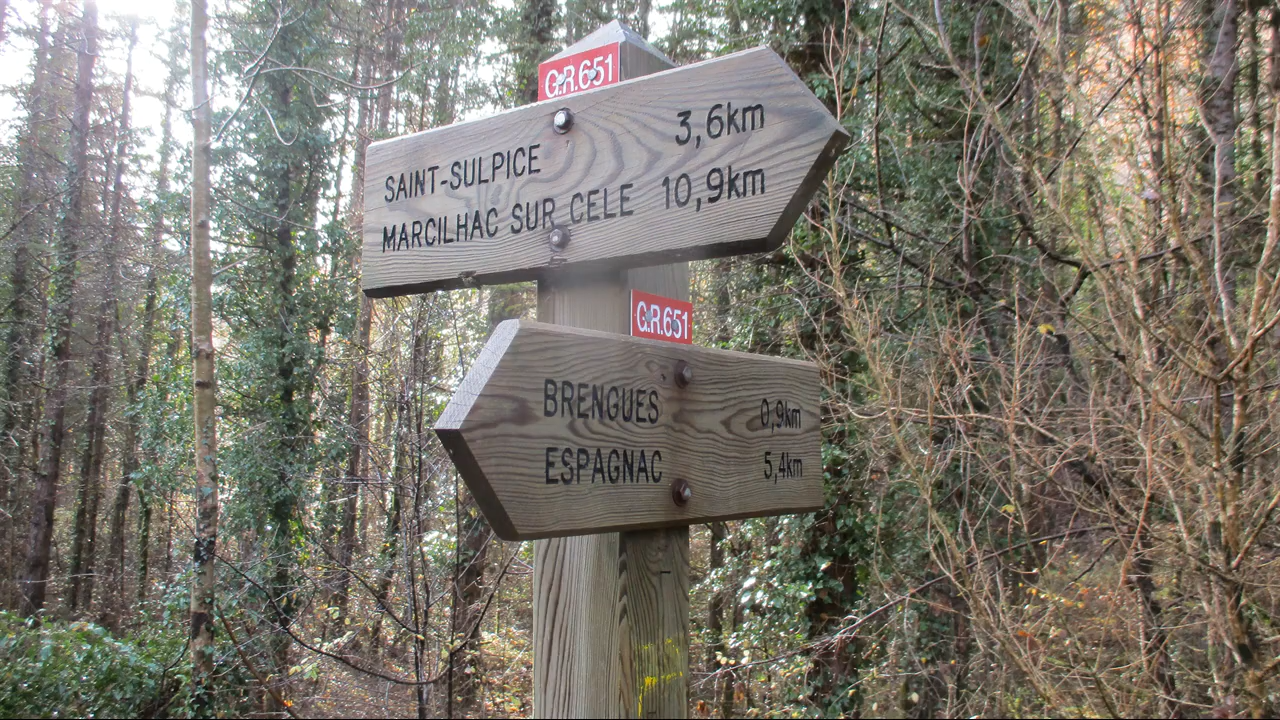 G.R.651
SAINT-SULPICE 3,6km
MARCILHAC SUR CELE 10,9km
G.R.651
BRENGUES 0,9km
ESPAGNAC 5,4km